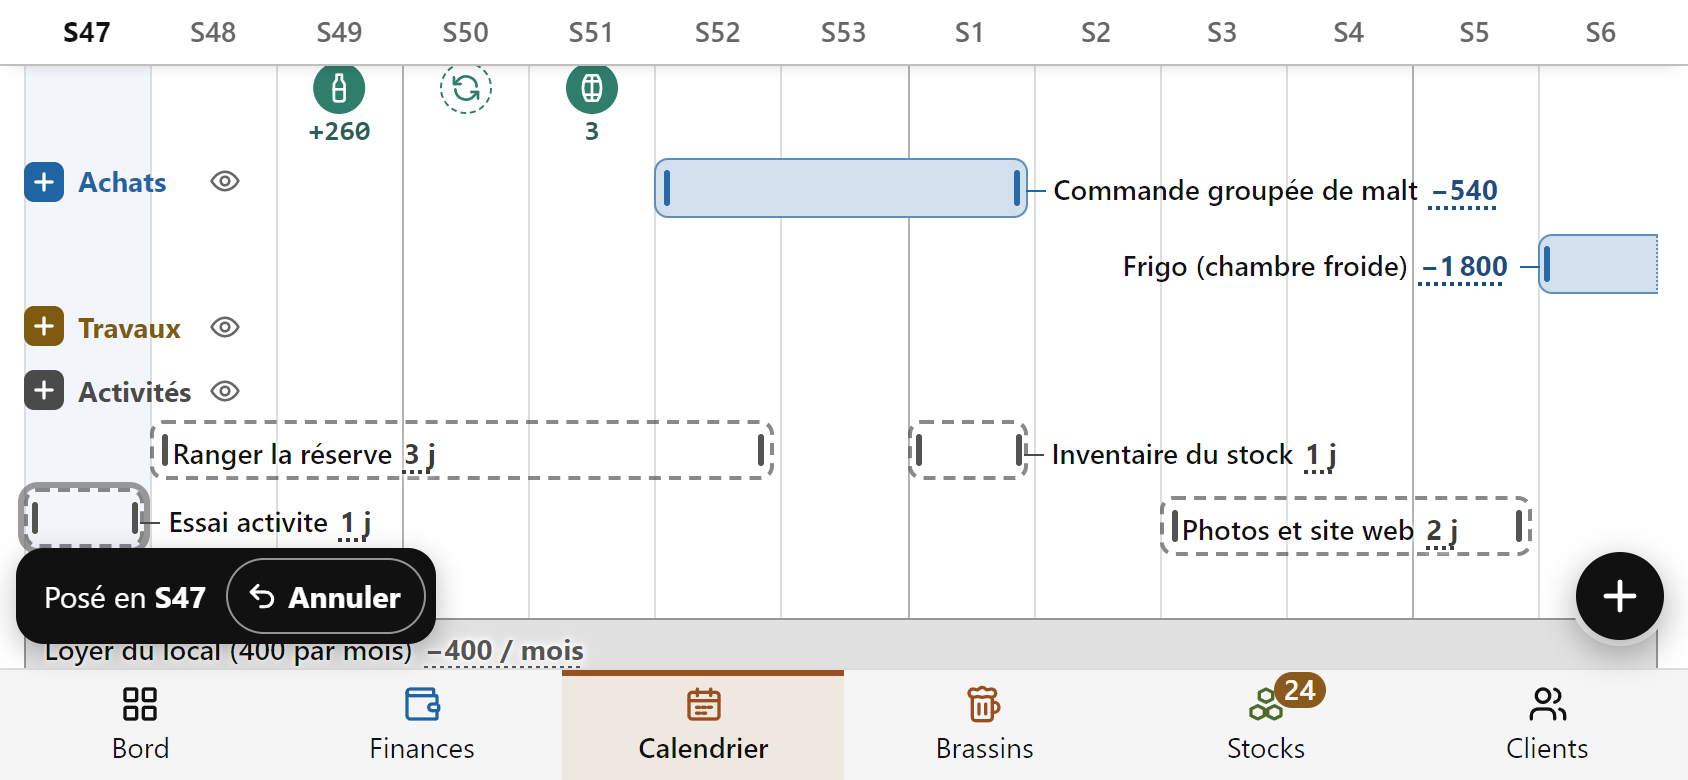 S47 S48 S49 S50 S51 S52 S53 S1 S2 S3 S4 S5 S6
+260 3
Achats
Commande groupée de malt −540
Frigo (chambre froide) −1 800
Travaux
Activités
Ranger la réserve 3 j
Inventaire du stock 1 j
Essai activite 1 j
Photos et site web 2 j
Posé en S47 Annuler
Loyer du local (400 par mois) −400 / mois
24
Bord Finances Calendrier Brassins Stocks Clients